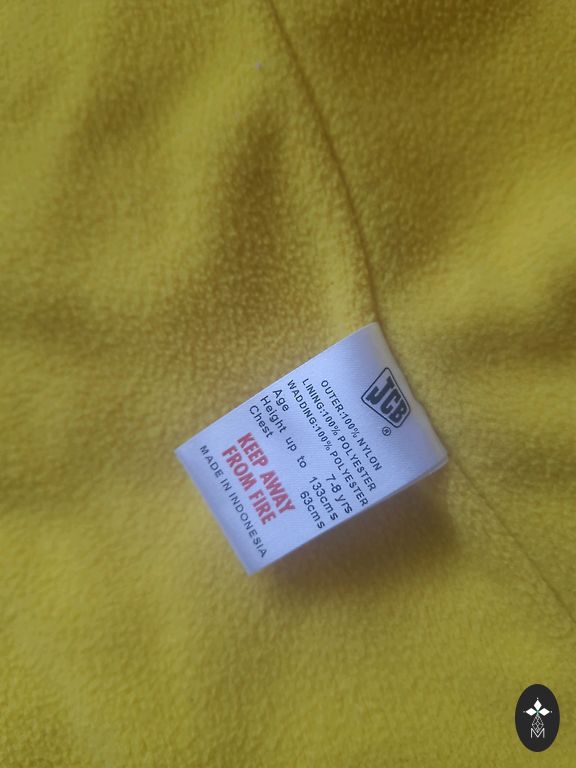 JCB
®
OUTER:100% NYLON
LINING:100% POLYESTER
WADDING:100% POLYESTER
Age 7-8 yrs
Height up to 133cms
Chest 63cms
KEEP AWAY
FROM FIRE
MADE IN INDONESIA
M